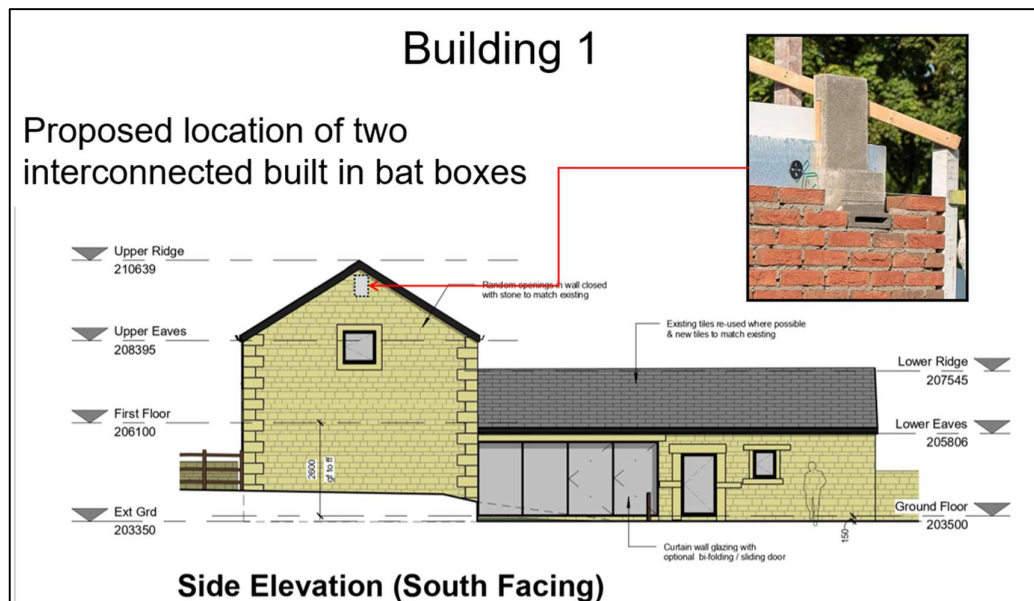 Building 1
Proposed location of two
interconnected built in bat boxes
Upper Ridge
210639
Random openings in wall closed
with stone to match existing
Upper Eaves
208395
Existing tiles re-used where possible
& new tiles to match existing
Lower Ridge
207545
First Floor
206100
Lower Eaves
205806
2600
gf to ff
Ext Grd
203350
Ground Floor
203500
150
Curtain wall glazing with
optional bi-folding / sliding door
Side Elevation (South Facing)